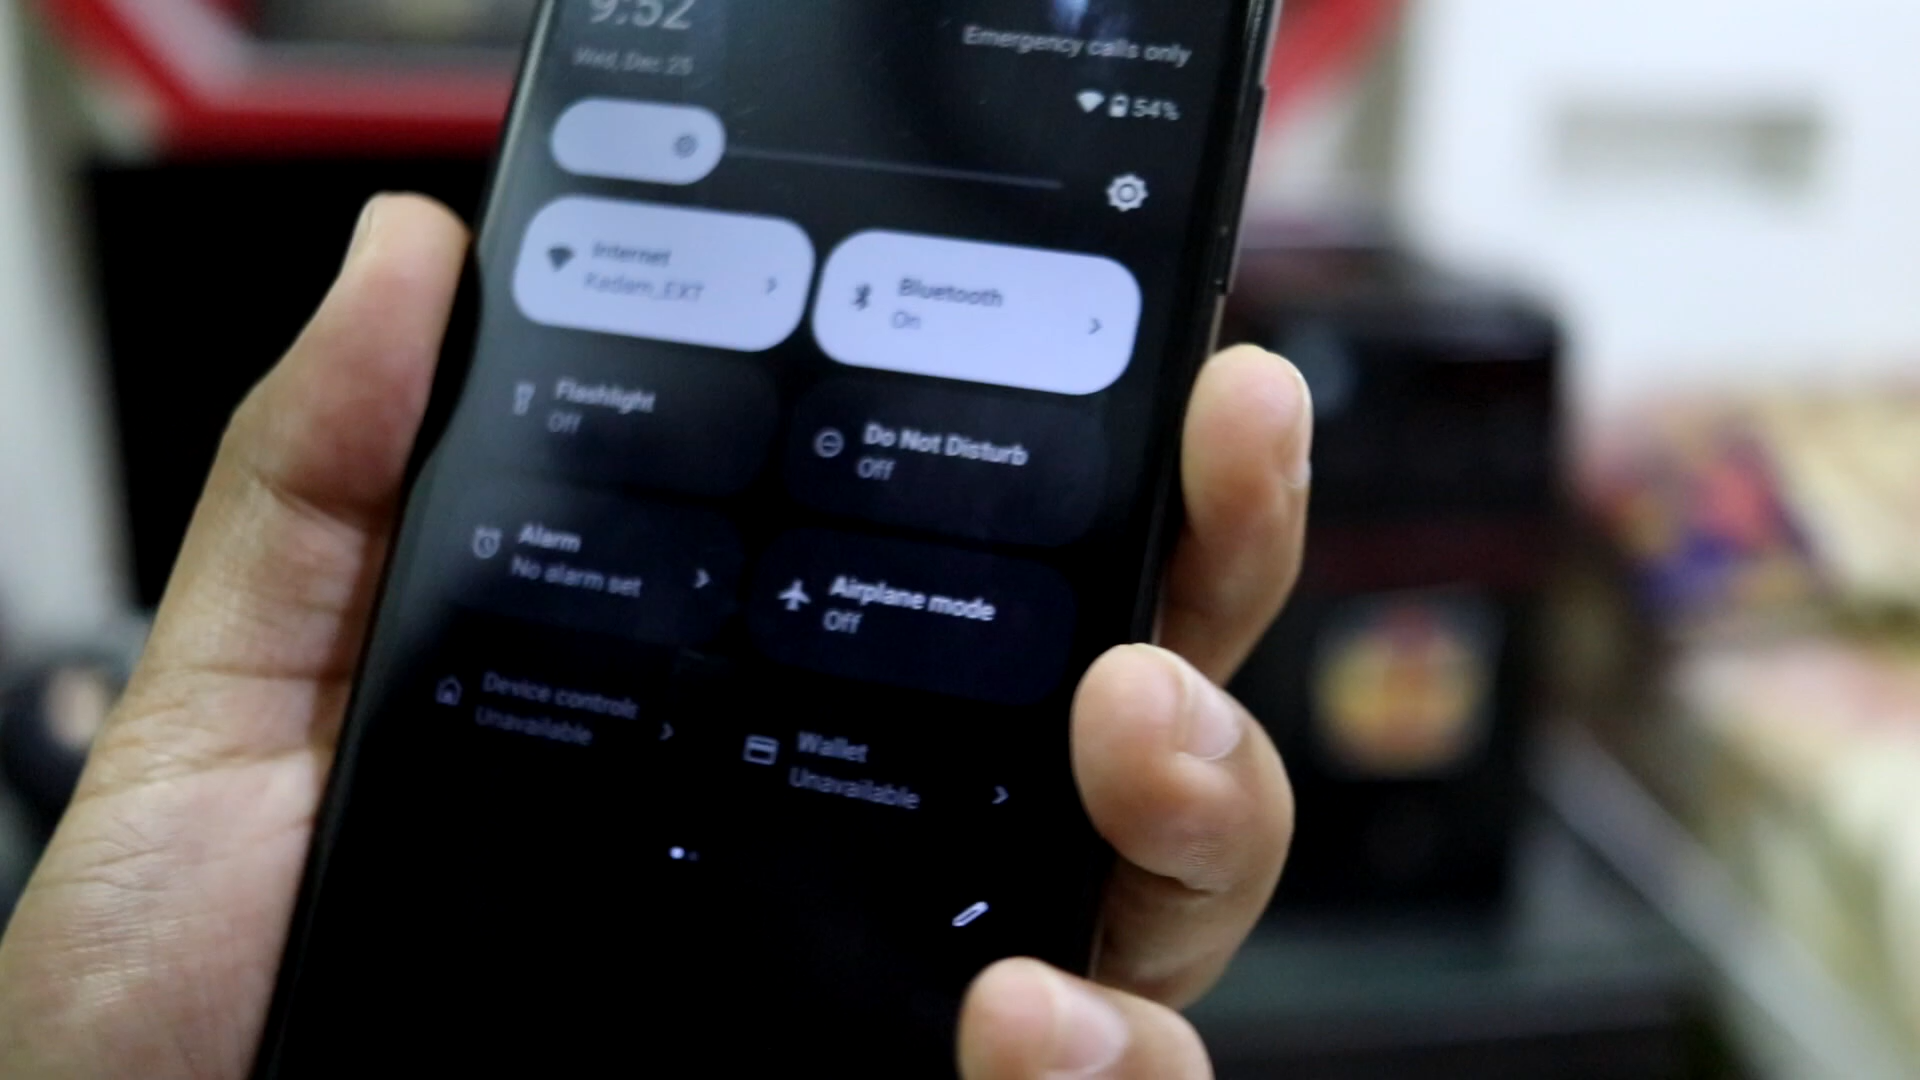 9:52
Wed, Dec 25
Emergency calls only
54%
Internet
Radam_EXT
Bluetooth
On
Flashlight
Off
Do Not Disturb
Off
Alarm
No alarm set
Airplane mode
Off
Device controls
Unavailable
Wallet
Unavailable